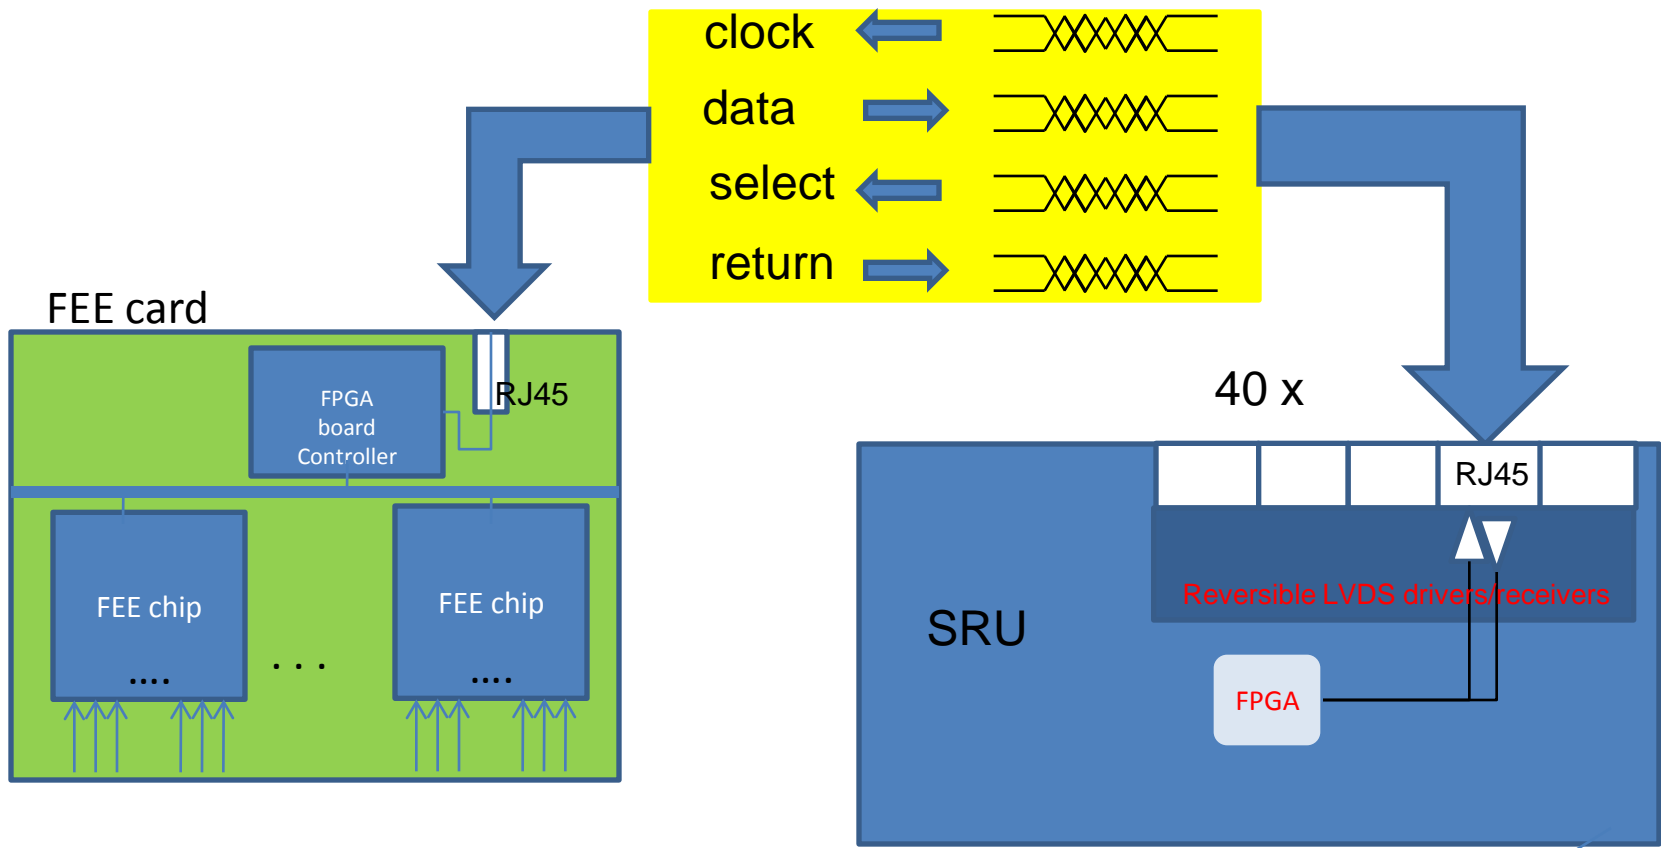 clock
data
select
return
FEE card
RJ45
FPGA
board
Controller
FEE chip
....
. . .
FEE chip
....
40 x
RJ45
Reversible LVDS drivers/receivers
SRU
FPGA